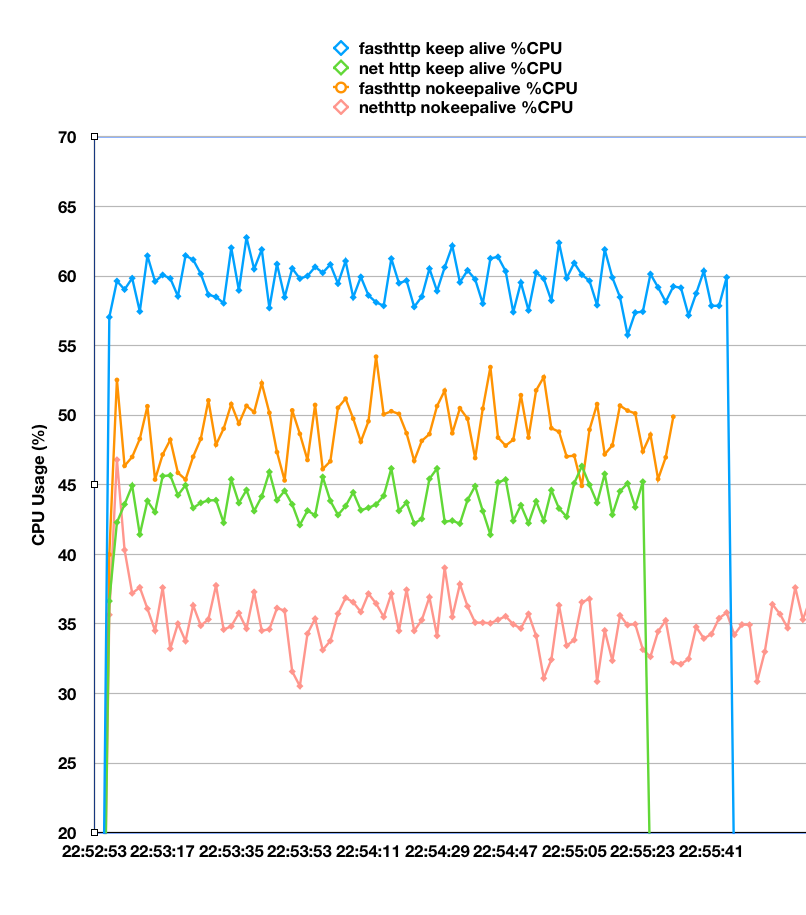 fasthttp keep alive %CPU
net http keep alive %CPU
fasthttp nokeepalive %CPU
nethttp nokeepalive %CPU
70
65
60
55
50
45
40
35
30
25
20
CPU Usage (%)
22:52:53 22:53:17 22:53:35 22:53:53 22:54:11 22:54:29 22:54:47 22:55:05 22:55:23 22:55:41